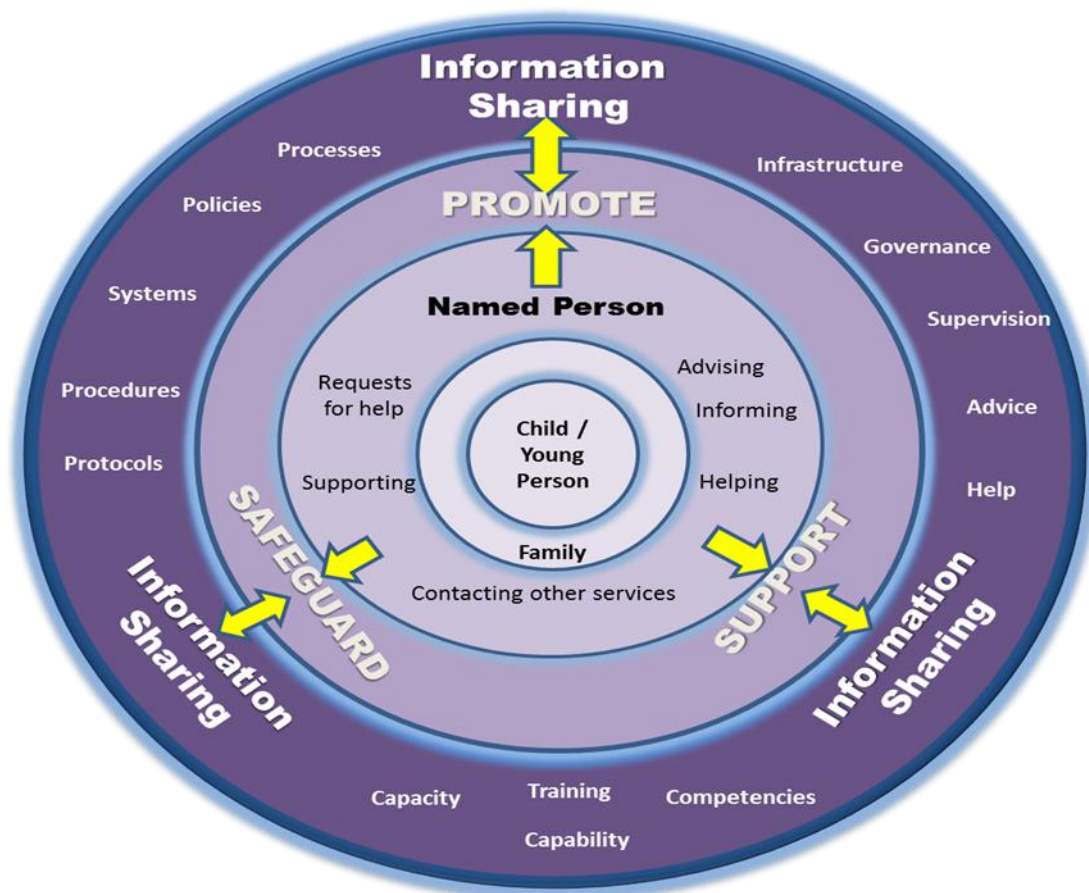 Information
Sharing
Processes
Infrastructure
Policies
PROMOTE
Governance
Systems
Named Person
Supervision
Requests
for help
Advising
Procedures
Informing
Advice
Child /
Young
Person
Protocols
Supporting
Helping
Help
SAFEGUARD
SUPPORT
Family
Contacting other services
Information
Sharing
Information
Sharing
Capacity
Training
Competencies
Capability